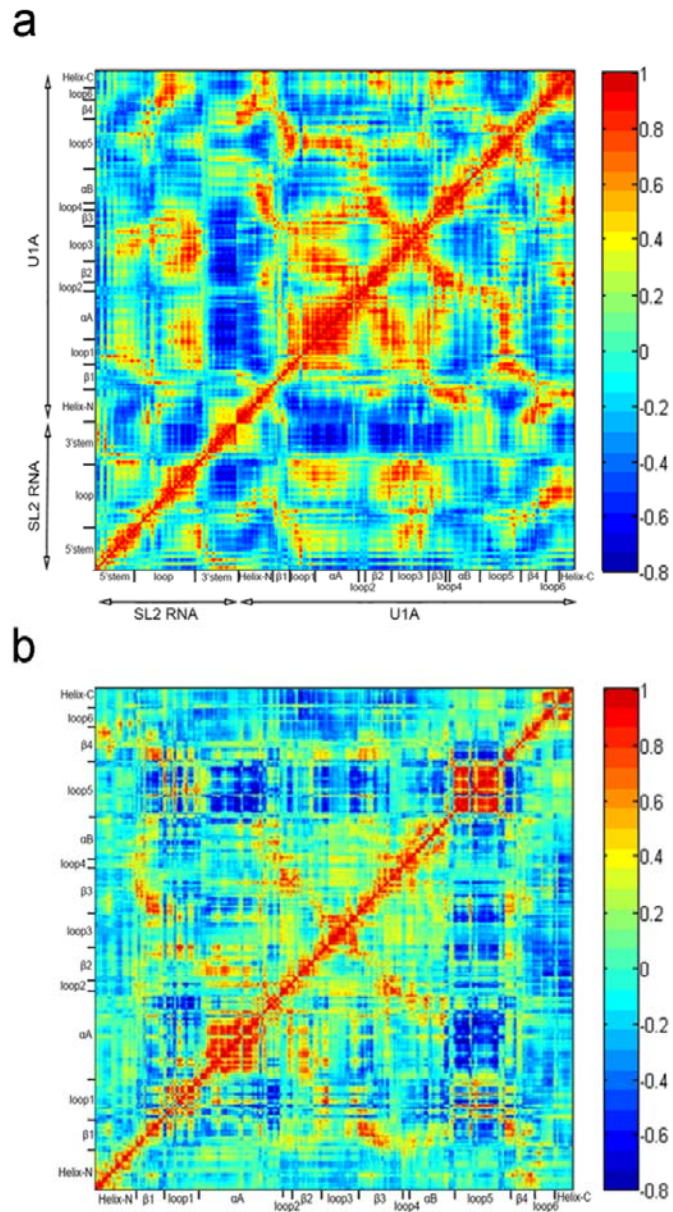 a
Helix-C
loop6
β4
loop5
αB
loop4
β3
loop3
β2
loop2
αA
loop1
β1
Helix-N
3'stem
loop
5'stem
U1A
SL2 RNA
5'stem loop 3'stem Helix-N β1 loop1 αA loop2 β2 loop3 β3 loop4 αB loop5 β4 loop6 Helix-C
SL2 RNA U1A
1
0.8
0.6
0.4
0.2
0
-0.2
-0.4
-0.6
-0.8
b
Helix-C
loop6
β4
loop5
αB
loop4
β3
loop3
β2
loop2
αA
loop1
β1
Helix-N
Helix-N β1 loop1 αA loop2 β2 loop3 β3 loop4 αB loop5 β4 loop6 Helix-C
1
0.8
0.6
0.4
0.2
0
-0.2
-0.4
-0.6
-0.8